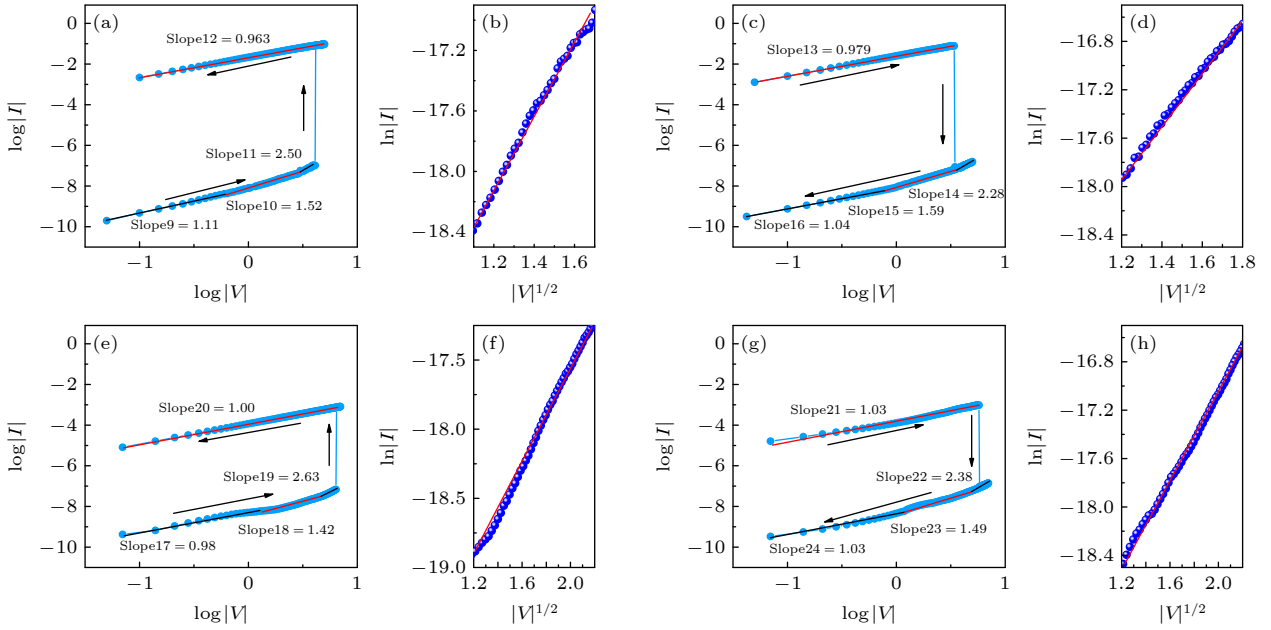 (a)
0
−2
−4
−6
−8
−10
log|I|
Slope12 = 0.963
Slope11 = 2.50
Slope10 = 1.52
Slope9 = 1.11
−1
0
1
log|V|
(b)
−17.2
−17.6
−18.0
−18.4
ln|I|
1.2
1.4
1.6
|V|^{1/2}
(c)
0
−2
−4
−6
−8
−10
log|I|
Slope13 = 0.979
Slope14 = 2.28
Slope15 = 1.59
Slope16 = 1.04
−1
0
1
log|V|
(d)
−16.8
−17.2
−17.6
−18.0
−18.4
ln|I|
1.2
1.4
1.6
1.8
|V|^{1/2}
(e)
0
−2
−4
−6
−8
−10
log|I|
Slope20 = 1.00
Slope19 = 2.63
Slope18 = 1.42
Slope17 = 0.98
−1
0
1
log|V|
(f)
−17.5
−18.0
−18.5
−19.0
ln|I|
1.2
1.6
2.0
|V|^{1/2}
(g)
0
−2
−4
−6
−8
−10
log|I|
Slope21 = 1.03
Slope22 = 2.38
Slope23 = 1.49
Slope24 = 1.03
−1
0
1
log|V|
(h)
−16.8
−17.2
−17.6
−18.0
−18.4
ln|I|
1.2
1.6
2.0
|V|^{1/2}